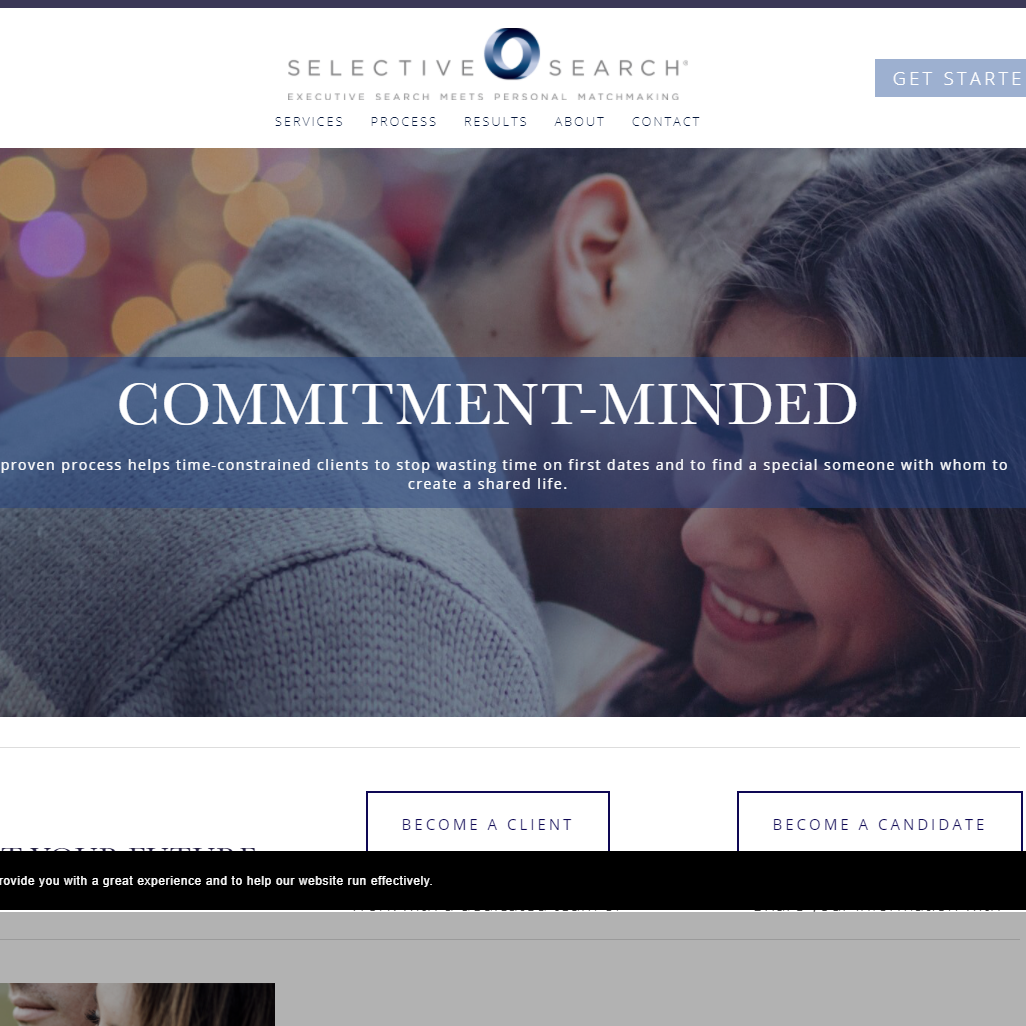 SELECTIVE SEARCH®
EXECUTIVE SEARCH MEETS PERSONAL MATCHMAKING
GET STARTE
SERVICES PROCESS RESULTS ABOUT CONTACT
COMMITMENT-MINDED
proven process helps time-constrained clients to stop wasting time on first dates and to find a special someone with whom to
create a shared life.
BECOME A CLIENT
BECOME A CANDIDATE
T YOUR FUTURE
rovide you with a great experience and to help our website run effectively.